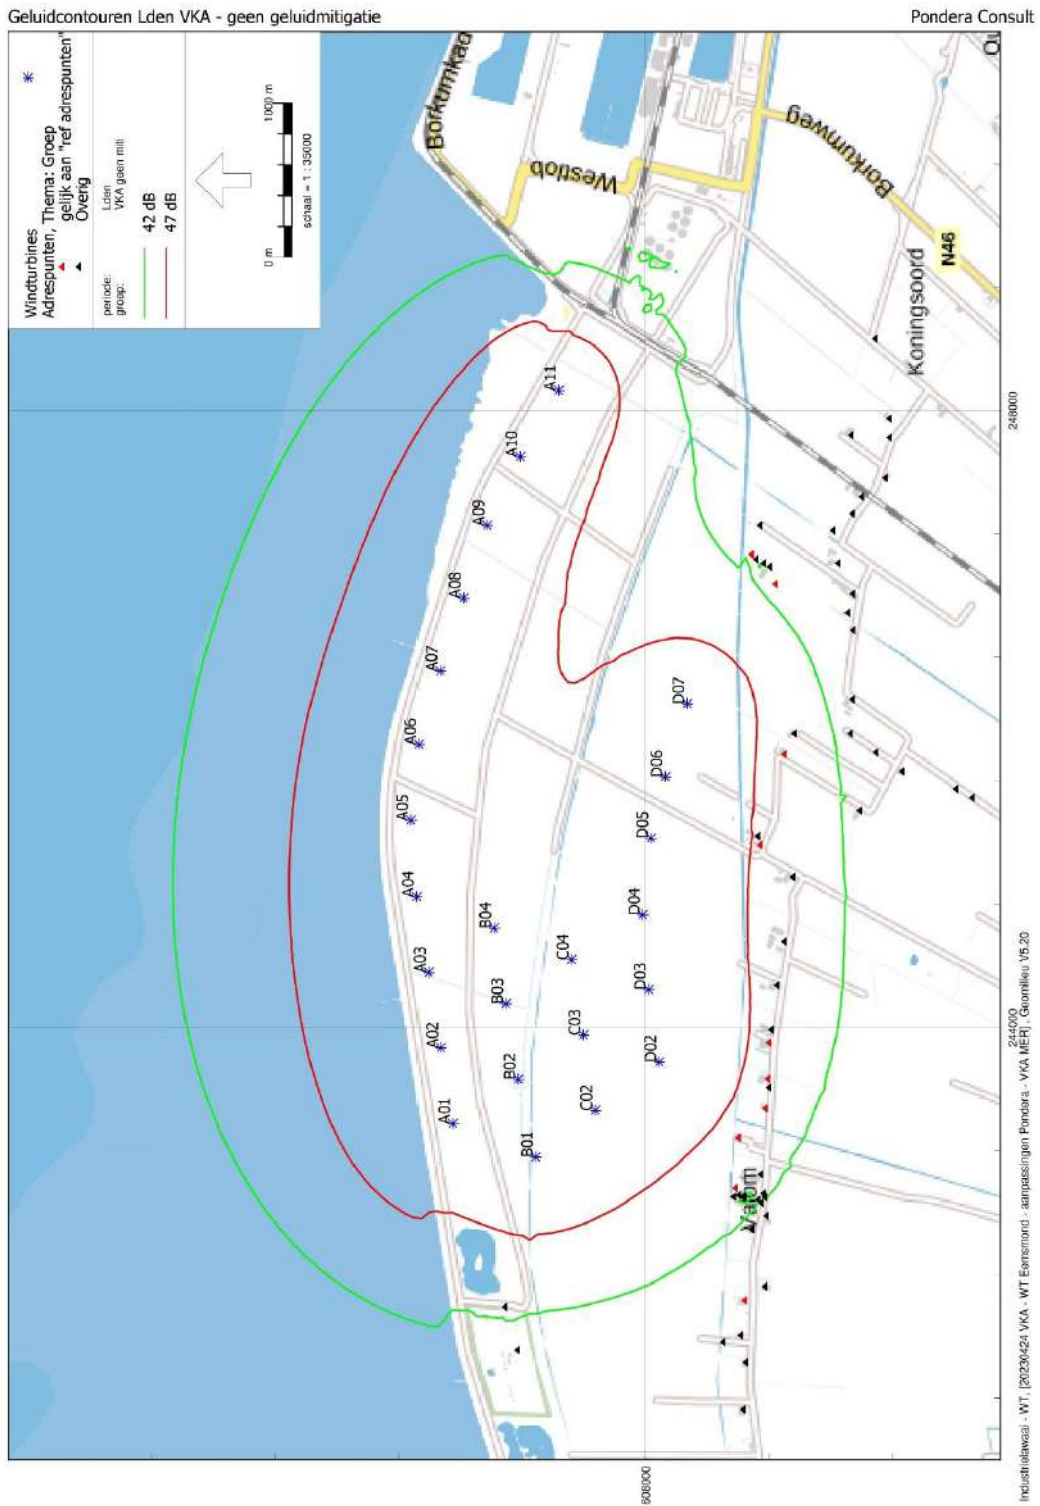 Geluidcontouren Lden VKA - geen geluidmitigatie
Pondera Consult
Windturbines
Adrespunten, Thema: Groep
gelijk aan "ref adrespunten"
Overig
periode: Lden
groep: VKA geen miti
42 dB
47 dB
0 m
1000 m
schaal = 1 : 35000
Borkumkad
Westlob
Borkumweg
N46
Koningsoord
A11
A10
A09
A08
A07
A06
A05
A04
A03
A02
A01
B04
B03
B02
B01
C04
C03
C02
D07
D06
D05
D04
D03
D02
248000
244000
608000
Industrielawaai - WT, [20230424 VKA - WT Eemsmond - aanpassingen Pondera - VKA MER] , Geomilieu V5.20